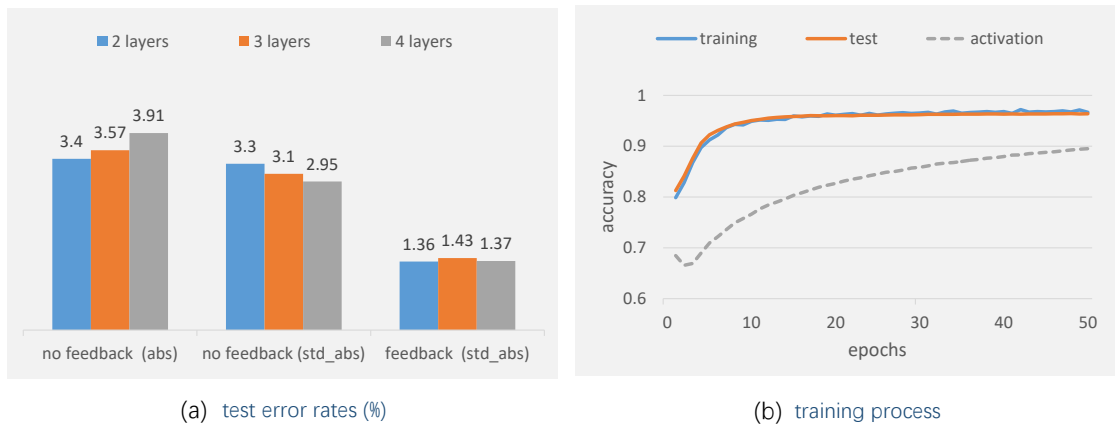 2 layers 3 layers 4 layers
3.4 3.57 3.91 3.3 3.1 2.95 1.36 1.43 1.37
no feedback (abs) no feedback (std_abs) feedback (std_abs)
(a) test error rates (%)
training test activation
1
0.9
0.8
0.7
0.6
accuracy
0 10 20 30 40 50
epochs
(b) training process